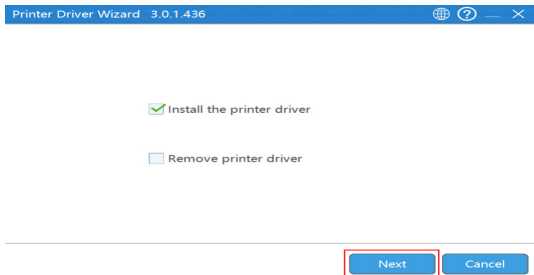 Printer Driver Wizard 3.0.1.436
Install the printer driver
Remove printer driver
Next Cancel